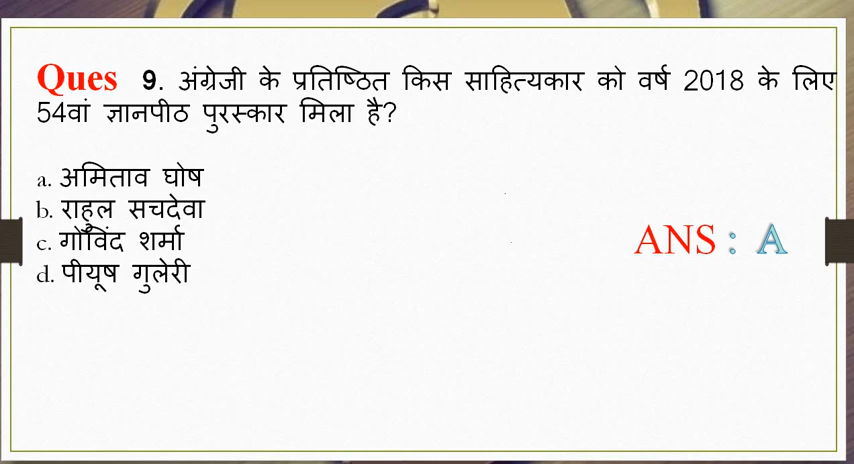 Ques 9. अंग्रेजी के प्रतिष्ठित किस साहित्यकार को वर्ष 2018 के लिए
54वां ज्ञानपीठ पुरस्कार मिला है?
a. अमिताव घोष
b. राहुल सचदेवा
c. गोविंद शर्मा
d. पीयूष गुलेरी
ANS : A